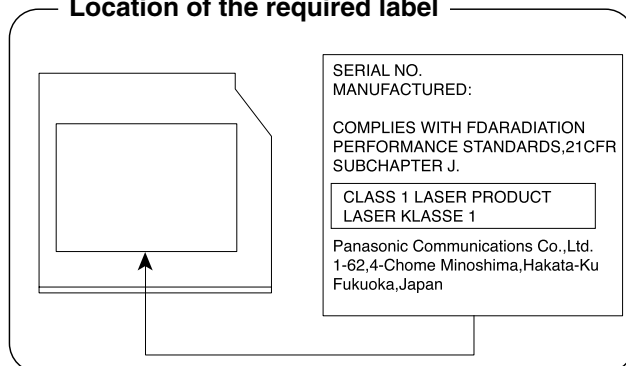 Location of the required label
SERIAL NO.
MANUFACTURED:
COMPLIES WITH FDARADIATION
PERFORMANCE STANDARDS,21CFR
SUBCHAPTER J.
CLASS 1 LASER PRODUCT
LASER KLASSE 1
Panasonic Communications Co.,Ltd.
1-62,4-Chome Minoshima,Hakata-Ku
Fukuoka,Japan